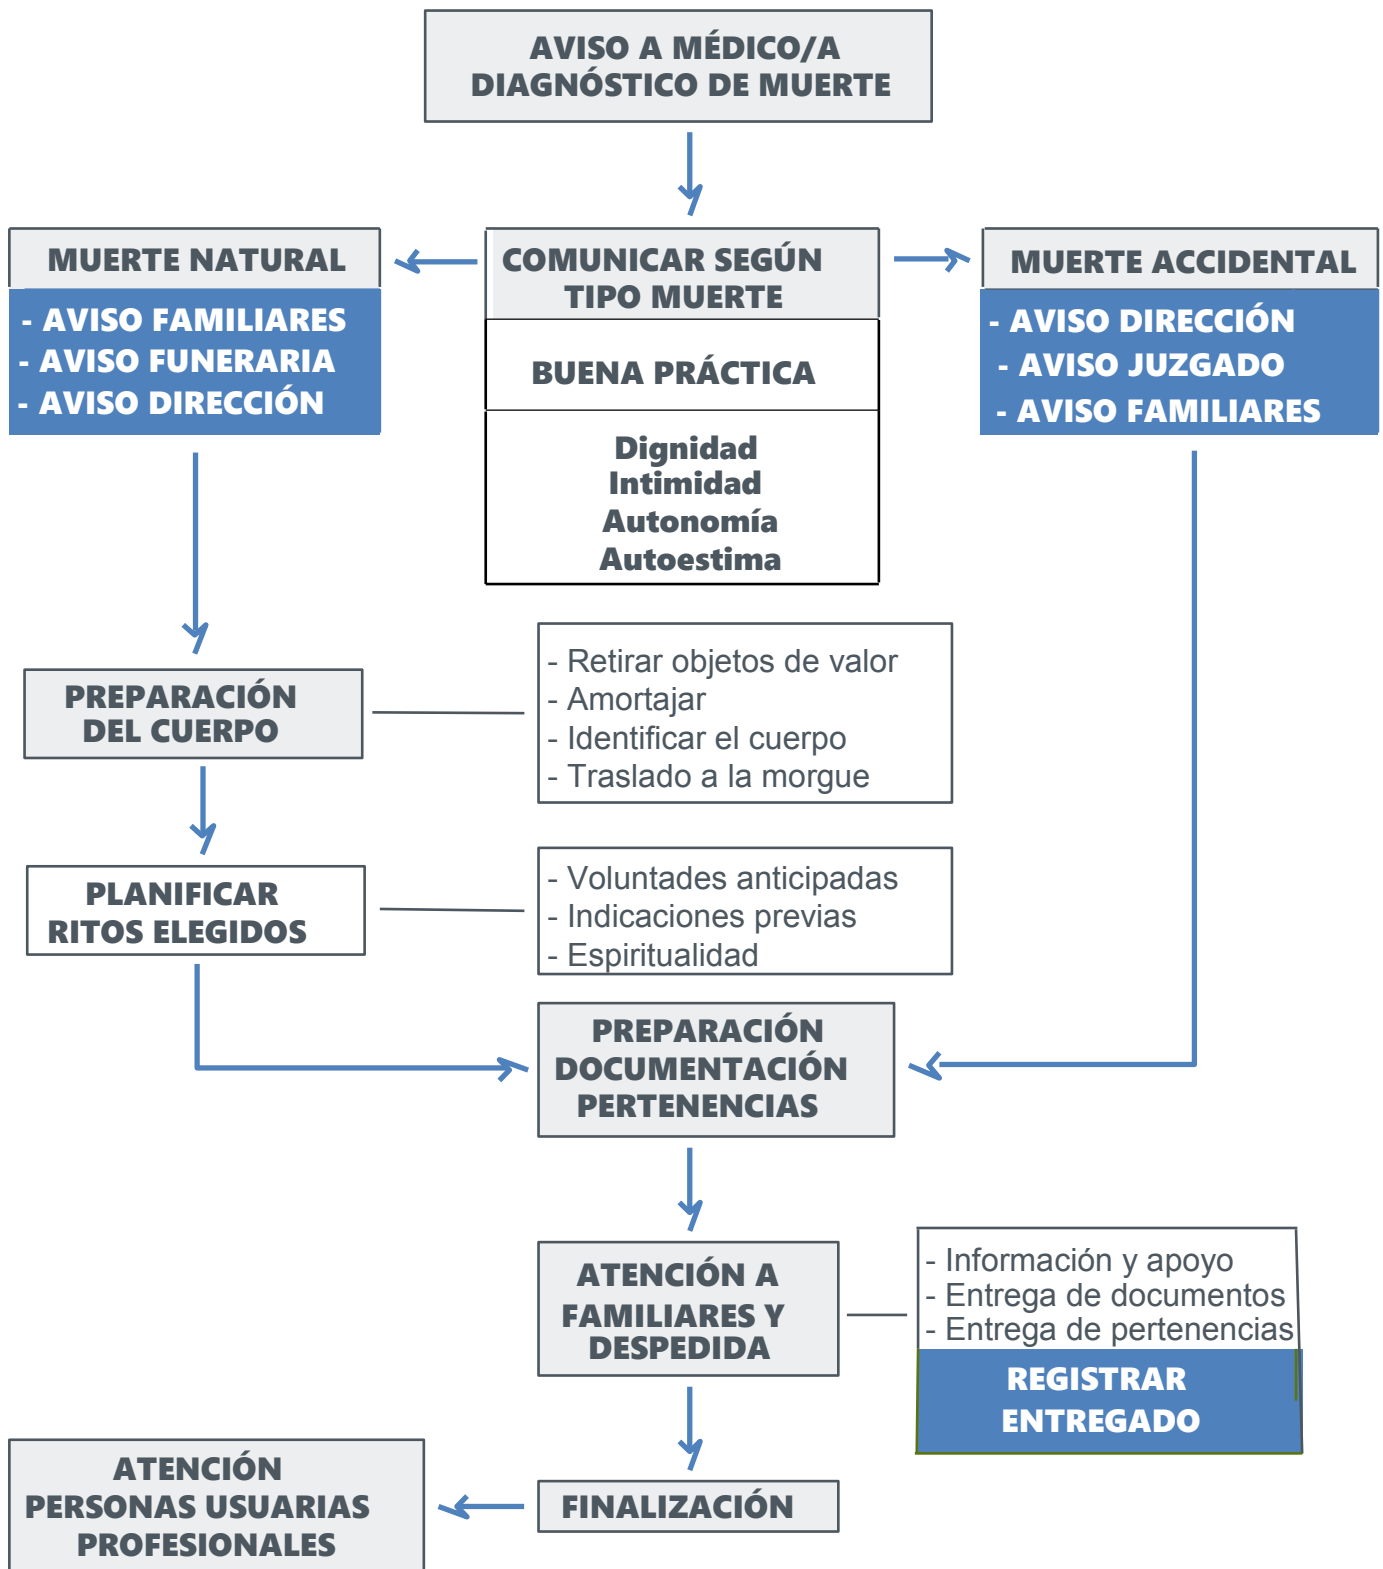 AVISO A MÉDICO/A
DIAGNÓSTICO DE MUERTE
MUERTE NATURAL
- AVISO FAMILIARES
- AVISO FUNERARIA
- AVISO DIRECCIÓN
COMUNICAR SEGÚN
TIPO MUERTE
BUENA PRÁCTICA
Dignidad
Intimidad
Autonomía
Autoestima
MUERTE ACCIDENTAL
- AVISO DIRECCIÓN
- AVISO JUZGADO
- AVISO FAMILIARES
PREPARACIÓN
DEL CUERPO
- Retirar objetos de valor
- Amortajar
- Identificar el cuerpo
- Traslado a la morgue
PLANIFICAR
RITOS ELEGIDOS
- Voluntades anticipadas
- Indicaciones previas
- Espiritualidad
PREPARACIÓN
DOCUMENTACIÓN
PERTENENCIAS
ATENCIÓN A
FAMILIARES Y
DESPEDIDA
- Información y apoyo
- Entrega de documentos
- Entrega de pertenencias
REGISTRAR
ENTREGADO
FINALIZACIÓN
ATENCIÓN
PERSONAS USUARIAS
PROFESIONALES